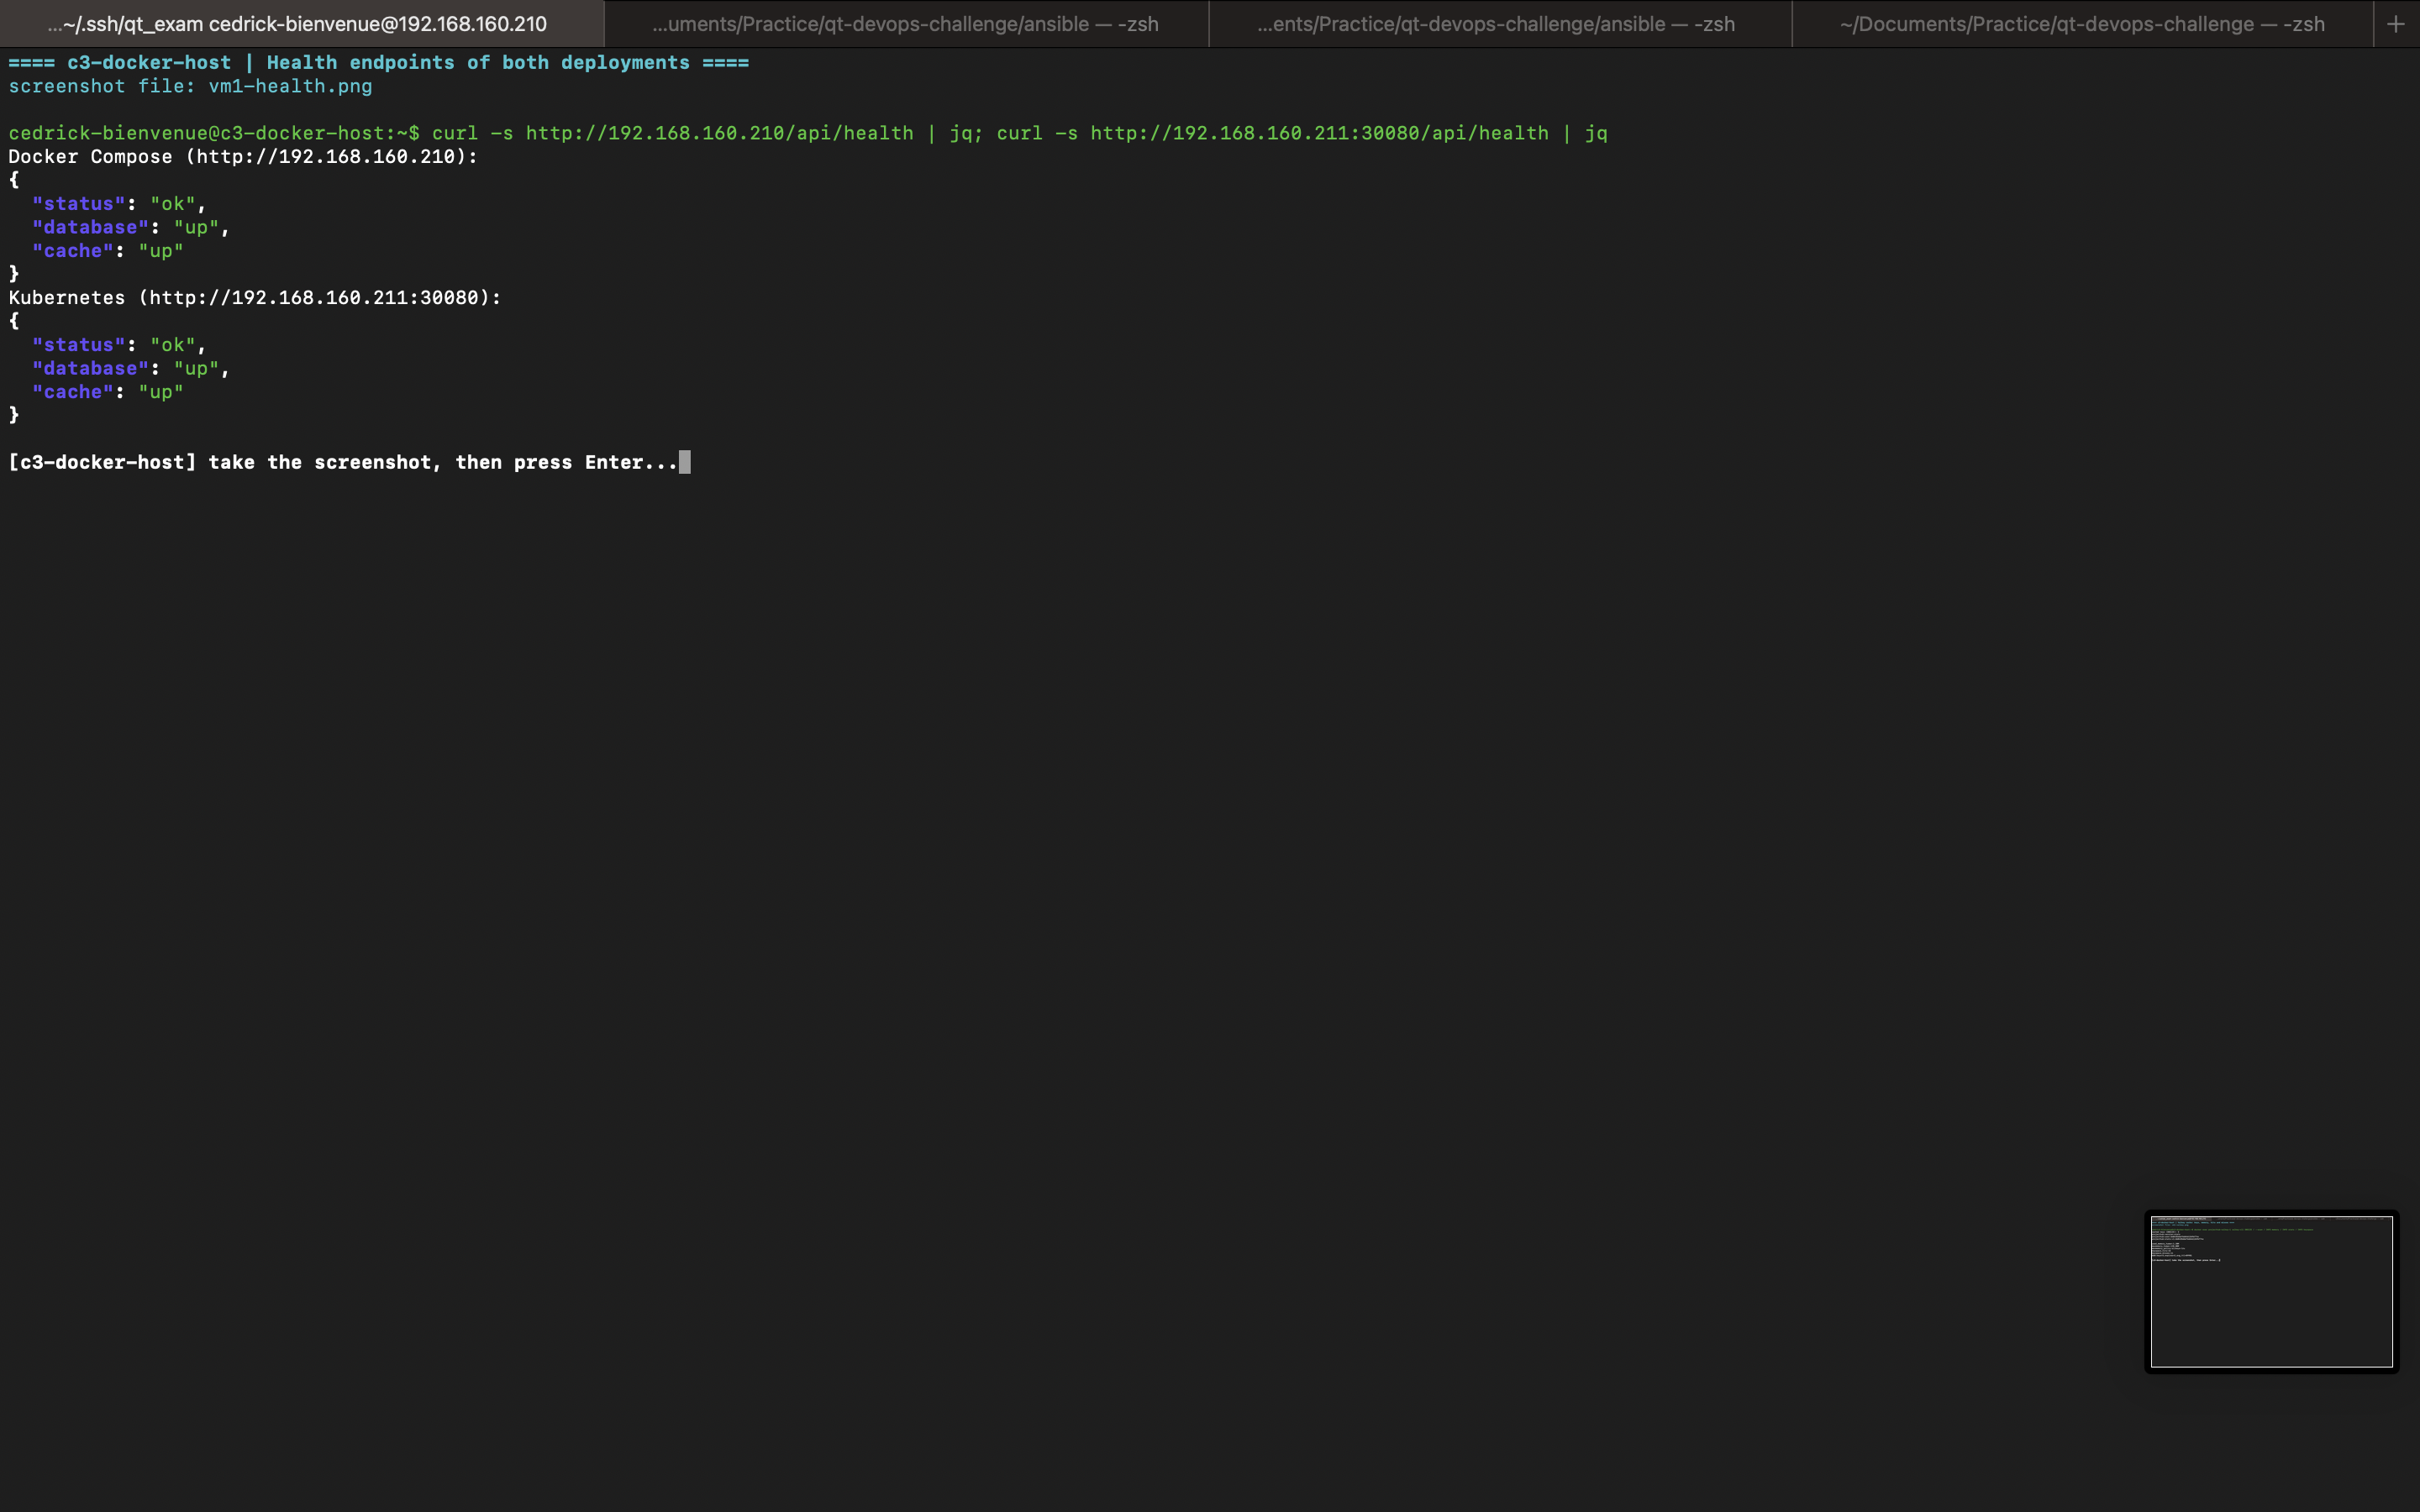 ...~/.ssh/qt_exam cedrick-bienvenue@192.168.160.210
...uments/Practice/qt-devops-challenge/ansible — -zsh
...ents/Practice/qt-devops-challenge/ansible — -zsh
~/Documents/Practice/qt-devops-challenge — -zsh
+
==== c3-docker-host | Health endpoints of both deployments ====
screenshot file: vm1-health.png
cedrick-bienvenue@c3-docker-host:~$ curl -s http://192.168.160.210/api/health | jq; curl -s http://192.168.160.211:30080/api/health | jq
Docker Compose (http://192.168.160.210):
{
  "status": "ok",
  "database": "up",
  "cache": "up"
}
Kubernetes (http://192.168.160.211:30080):
{
  "status": "ok",
  "database": "up",
  "cache": "up"
}
[c3-docker-host] take the screenshot, then press Enter...